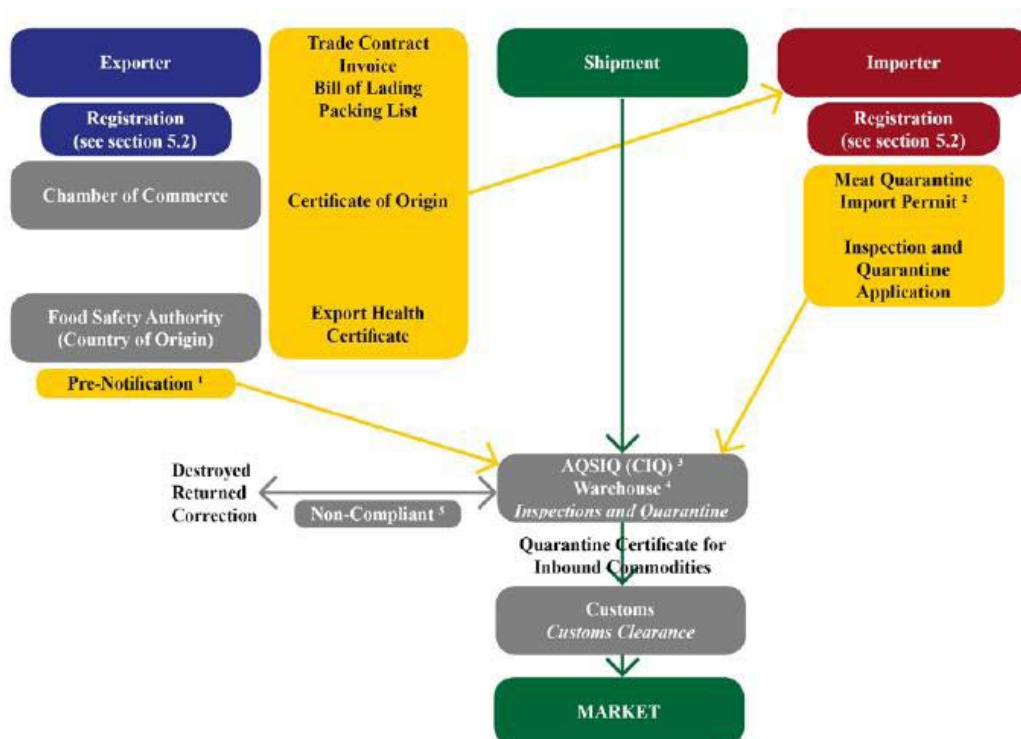 Exporter
Registration
(see section 5.2)
Chamber of Commerce
Food Safety Authority
(Country of Origin)
Pre-Notification ¹
Trade Contract
Invoice
Bill of Lading
Packing List
Certificate of Origin
Export Health
Certificate
Shipment
Importer
Registration
(see section 5.2)
Meat Quarantine
Import Permit ²
Inspection and
Quarantine
Application
Destroyed
Returned
Correction
Non-Compliant ⁵
AQSIQ (CIQ) ³
Warehouse ⁴
Inspections and Quarantine
Quarantine Certificate for
Inbound Commodities
Customs
Customs Clearance
MARKET